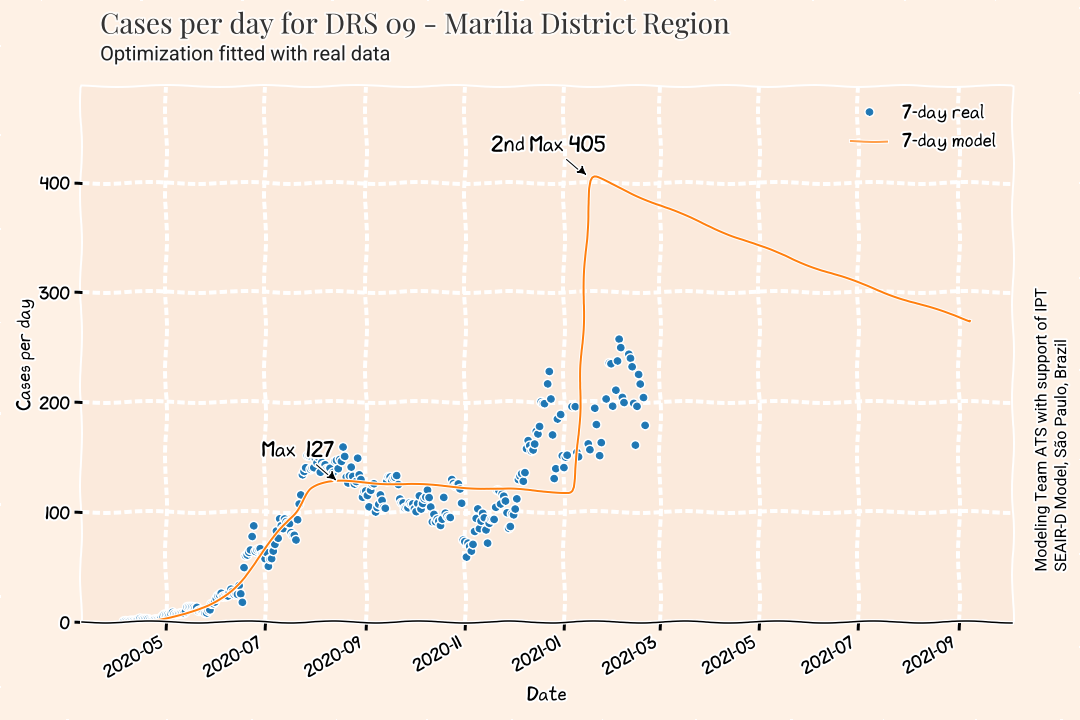 Cases per day for DRS 09 - Marília District Region
Optimization fitted with real data
7-day real
7-day model
2nd Max 405
Max 127
400
300
200
100
0
Cases per day
2020-05
2020-07
2020-09
2020-11
2021-01
2021-03
2021-05
2021-07
2021-09
Date
Modeling Team ATS with support of IPT
SEAIR-D Model, São Paulo, Brazil